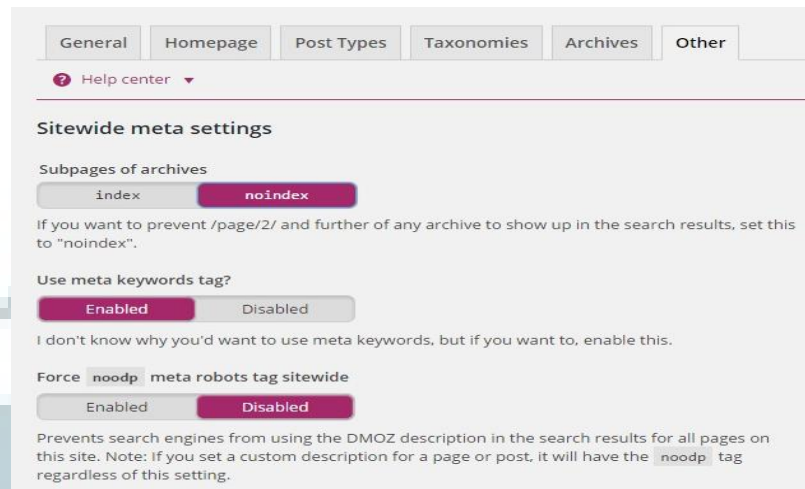 General Homepage Post Types Taxonomies Archives Other
? Help center ▼
Sitewide meta settings
Subpages of archives
index noindex
If you want to prevent /page/2/ and further of any archive to show up in the search results, set this
to "noindex".
Use meta keywords tag?
Enabled Disabled
I don't know why you'd want to use meta keywords, but if you want to, enable this.
Force noodp meta robots tag sitewide
Enabled Disabled
Prevents search engines from using the DMOZ description in the search results for all pages on
this site. Note: If you set a custom description for a page or post, it will have the noodp tag
regardless of this setting.